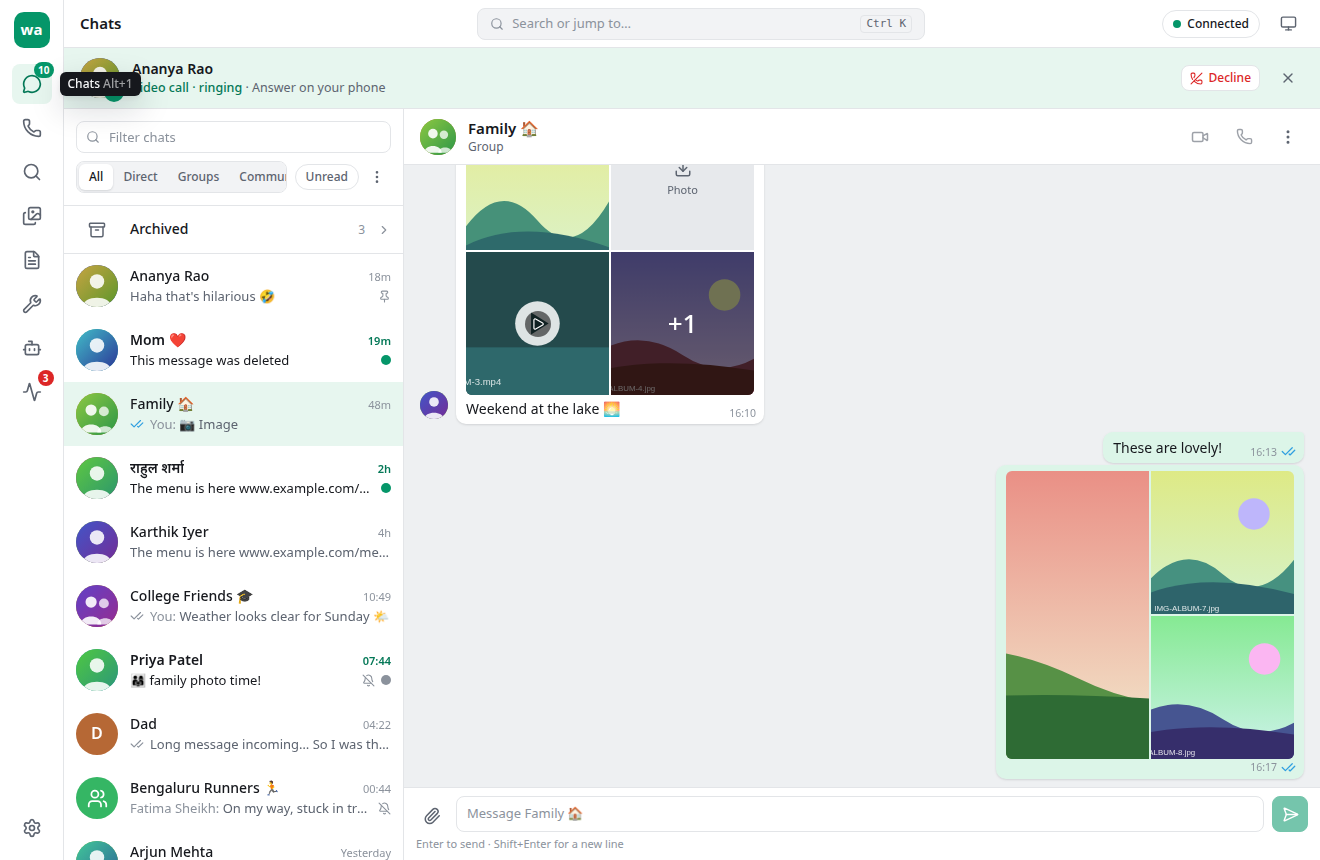 wa
Chats
Search or jump to...
Ctrl K
Connected
10
Chats Alt+1
Ananya Rao
ideo call · ringing · Answer on your phone
Decline
Filter chats
All
Direct
Groups
Commu
Unread
Archived
3
Ananya Rao
18m
Haha that's hilarious 🤣
Mom ❤️
19m
This message was deleted
Family 🏠
48m
You: 📷 Image
राहुल शर्मा
2h
The menu is here www.example.com/...
Karthik Iyer
4h
The menu is here www.example.com/me...
College Friends 🎓
10:49
You: Weather looks clear for Sunday 🌤️
Priya Patel
07:44
👨‍👩‍👧 family photo time!
D
Dad
04:22
Long message incoming... So I was th...
Bengaluru Runners 🏃
00:44
Fatima Sheikh: On my way, stuck in tr...
Arjun Mehta
Yesterday
3
Family 🏠
Group
Photo
M-3.mp4
+1
ALBUM-4.jpg
Weekend at the lake 🌅
16:10
These are lovely!
16:13
IMG-ALBUM-7.jpg
ALBUM-8.jpg
16:17
Message Family 🏠
Enter to send · Shift+Enter for a new line